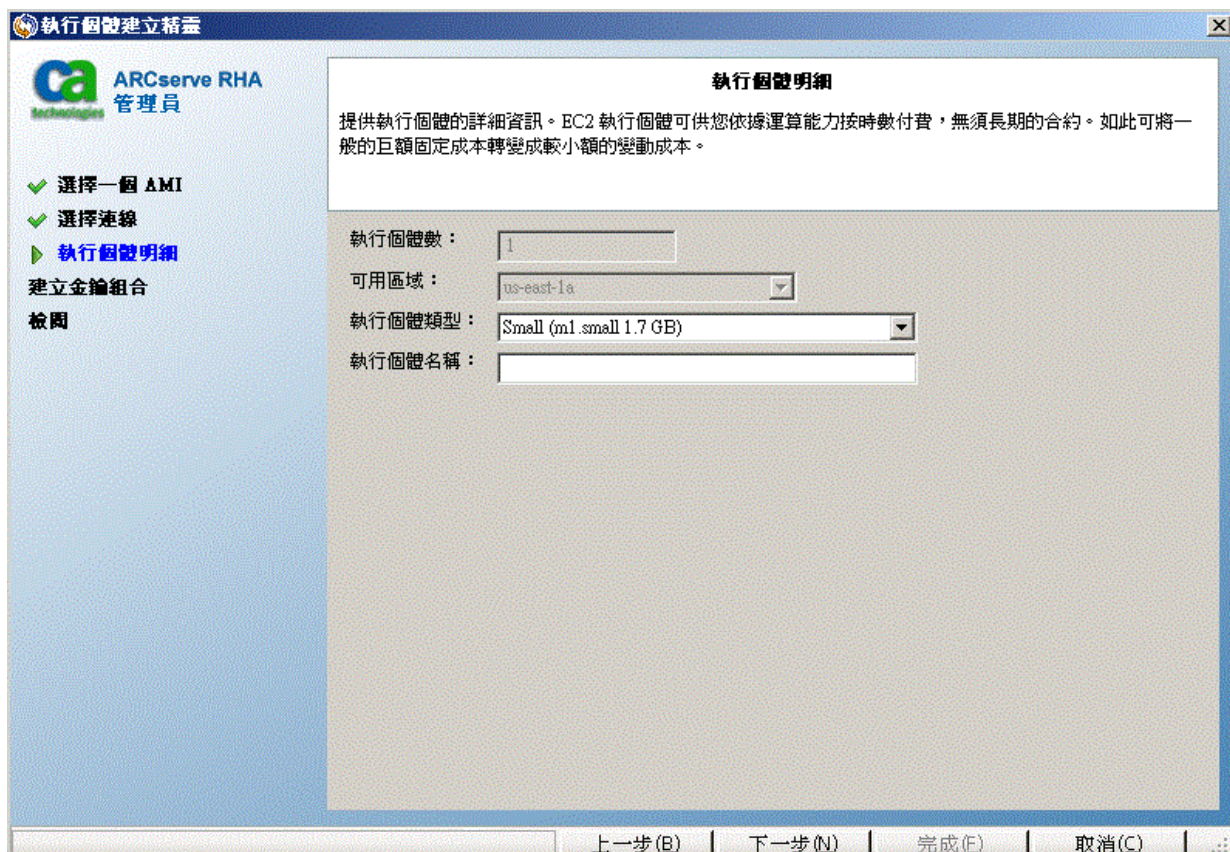 執行個體建立精靈
ca
technologies
ARCserve RHA
管理員
選擇一個 AMI
選擇連線
執行個體明細
建立金鑰組合
檢閱
執行個體明細
提供執行個體的詳細資訊。EC2 執行個體可供您依據運算能力按時數付費，無須長期的合約。如此可將一
般的巨額固定成本轉變成較小額的變動成本。
執行個體數：
1
可用區域：
us-east-1a
執行個體類型：
Small (m1.small 1.7 GB)
執行個體名稱：
上一步(B)
下一步(N)
完成(F)
取消(C)